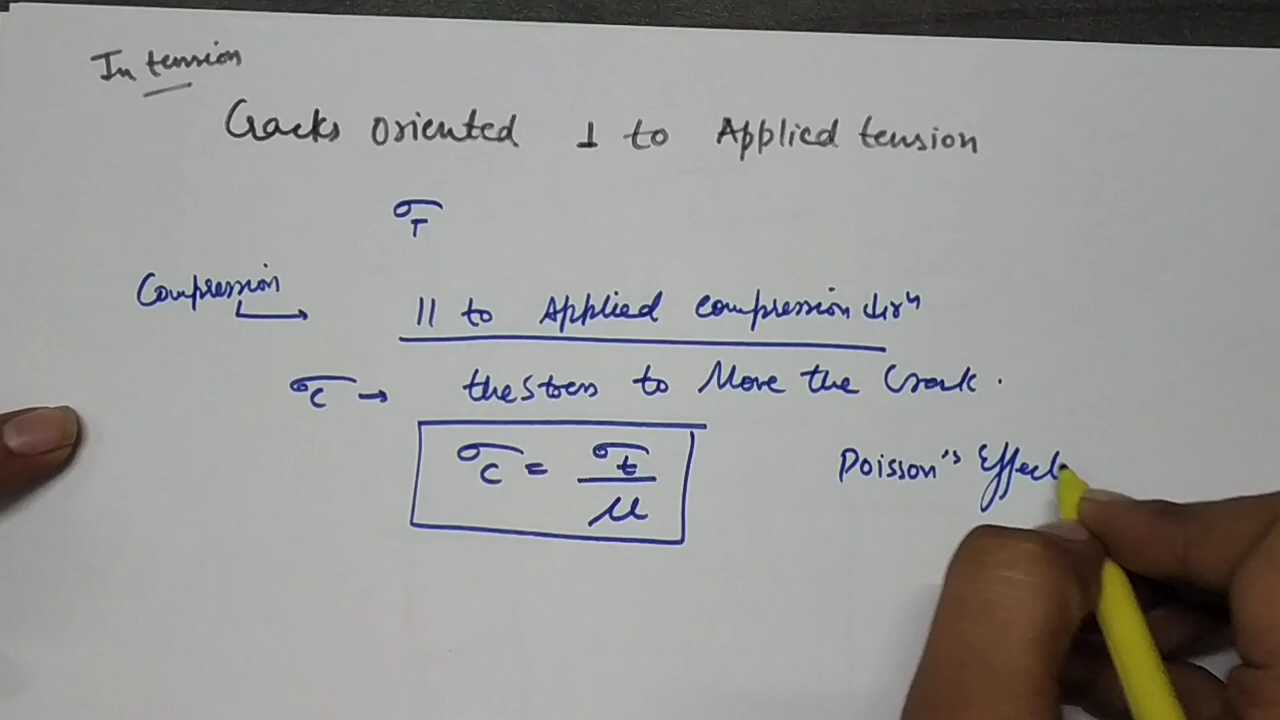 In tension
Cracks oriented ⊥ to Applied tension
σT
Compression
|| to Applied compression dirⁿ
σc → the stress to Move the Crack.
σc = σt / μ
Poisson's Effect